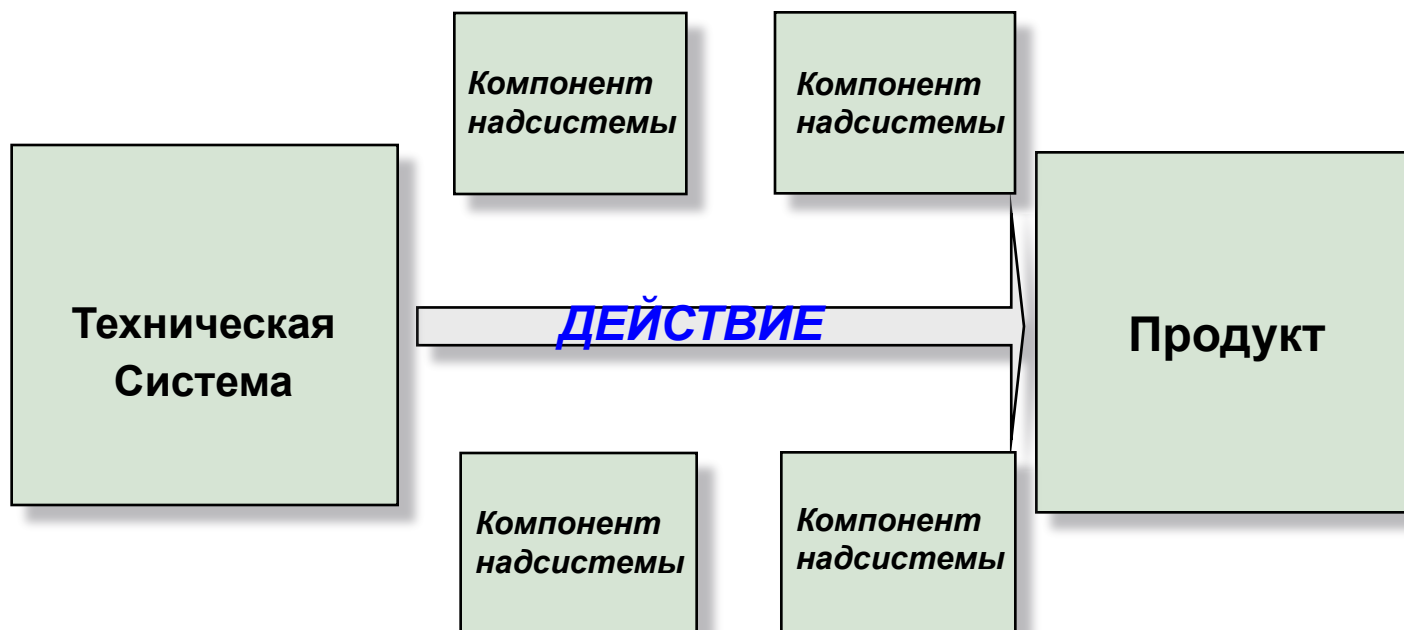 Компонент
надсистемы
Компонент
надсистемы
Техническая
Система
ДЕЙСТВИЕ
Продукт
Компонент
надсистемы
Компонент
надсистемы